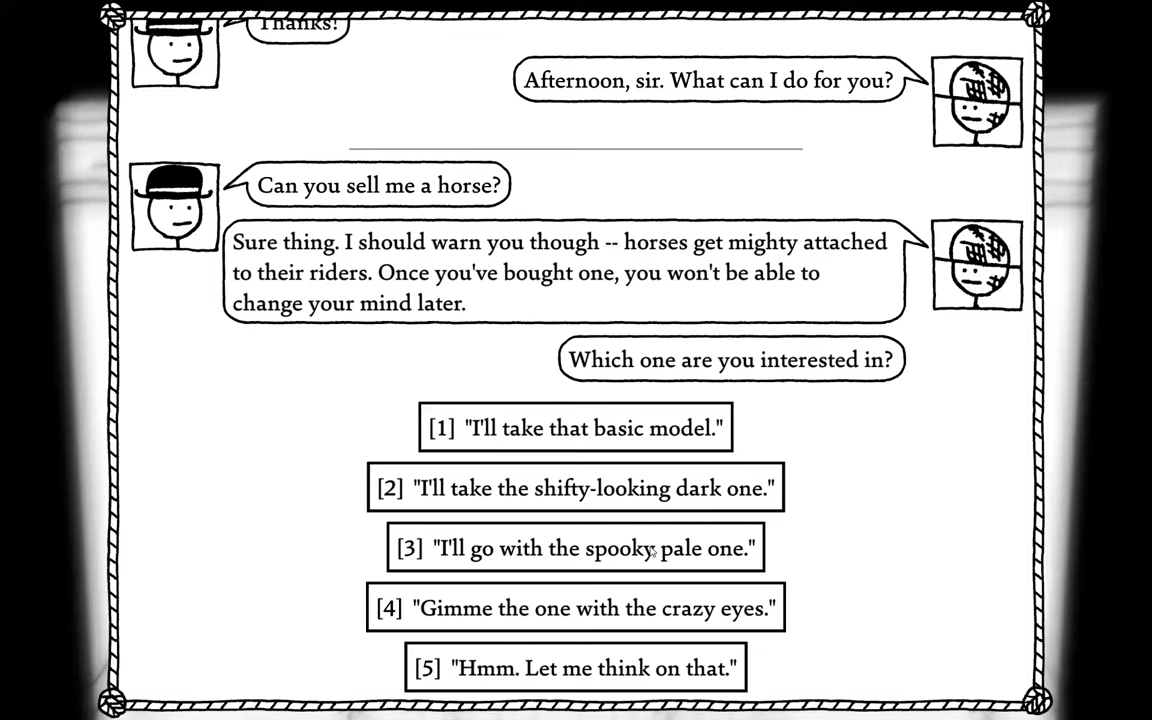 Thanks!
Afternoon, sir. What can I do for you?
Can you sell me a horse?
Sure thing. I should warn you though -- horses get mighty attached
to their riders. Once you've bought one, you won't be able to
change your mind later.
Which one are you interested in?
[1] "I'll take that basic model."
[2] "I'll take the shifty-looking dark one."
[3] "I'll go with the spooky pale one."
[4] "Gimme the one with the crazy eyes."
[5] "Hmm. Let me think on that."